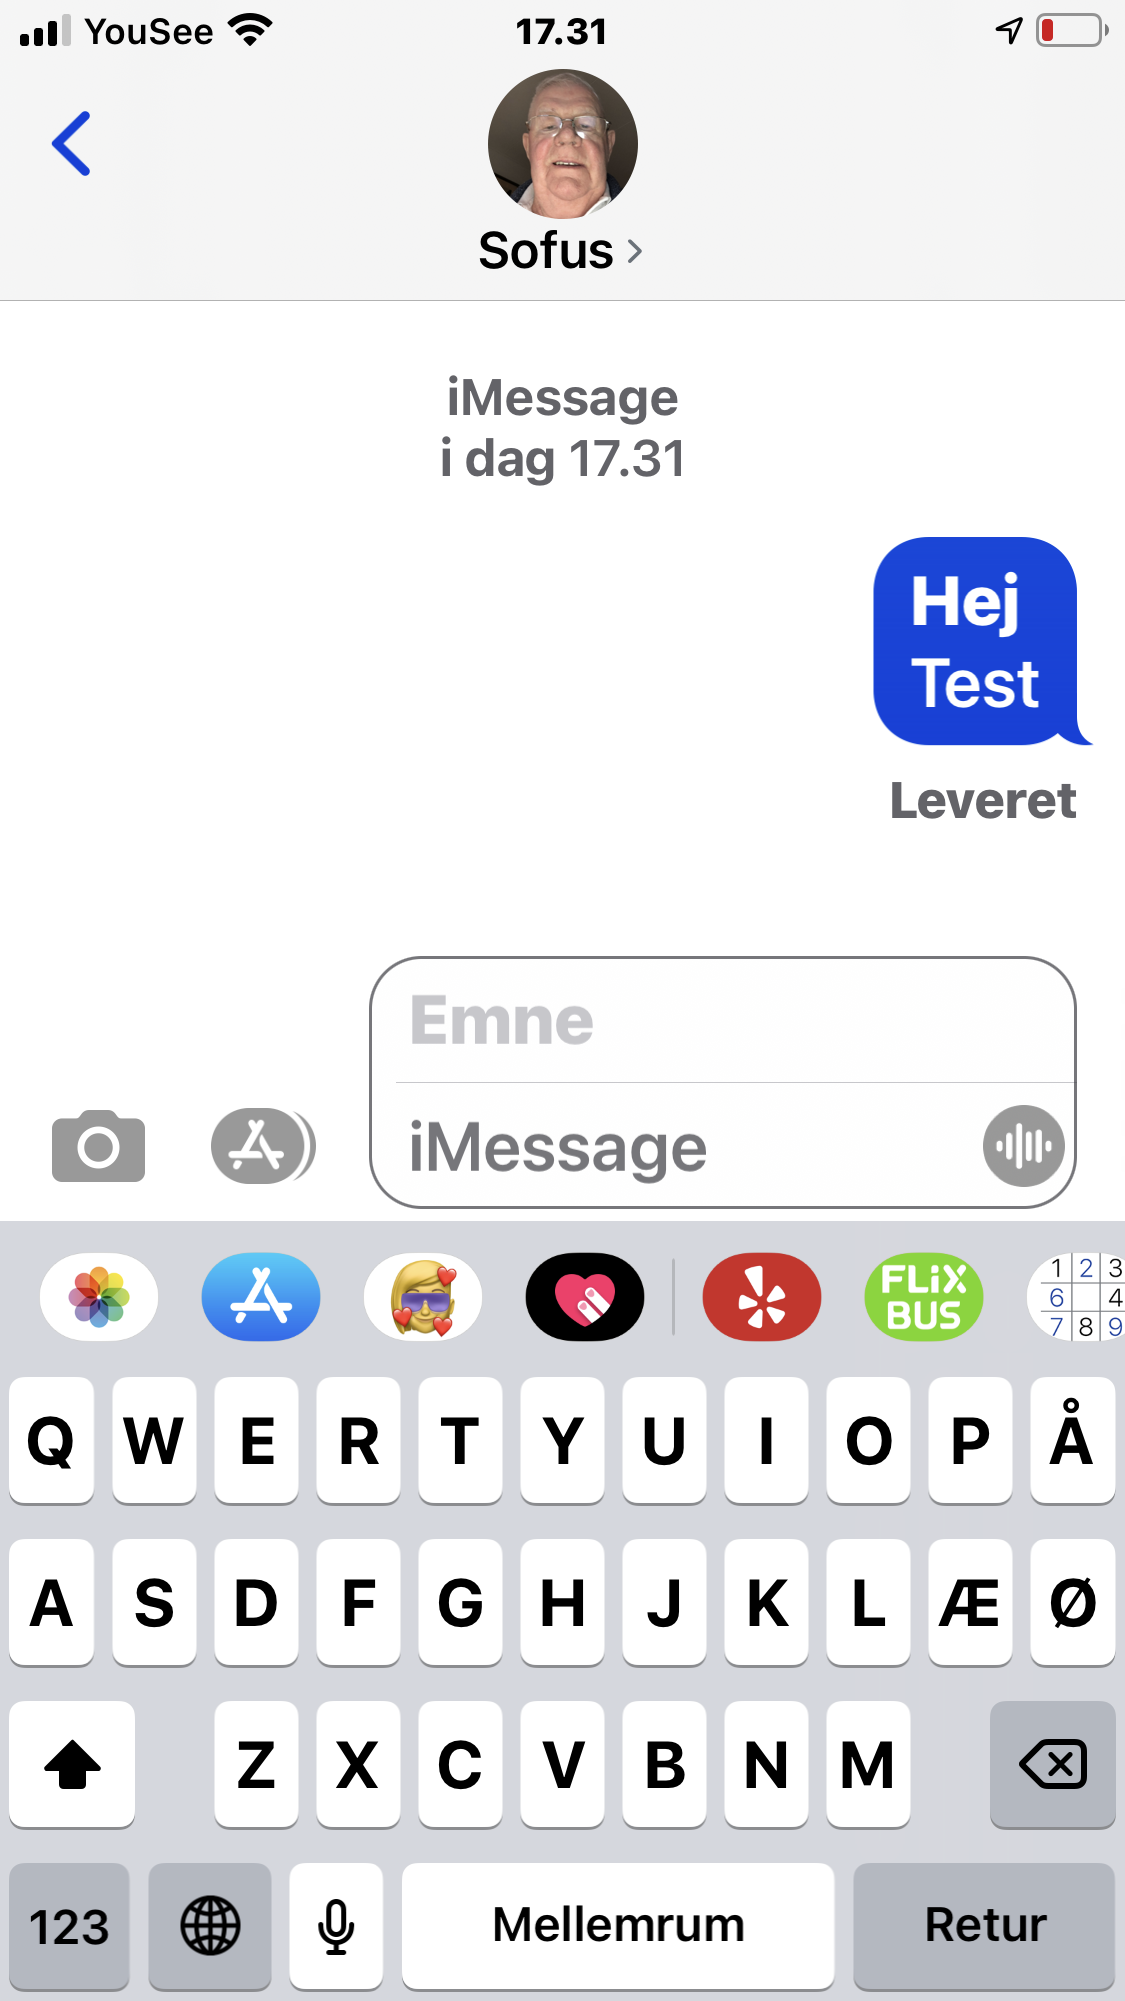 YouSee 17.31
Sofus
iMessage
i dag 17.31
Hej
Test
Leveret
Emne
iMessage
FLiX
BUS
1 2 3
6 4
7 8 9
Q W E R T Y U I O P Å
A S D F G H J K L Æ Ø
Z X C V B N M
123 Mellemrum Retur